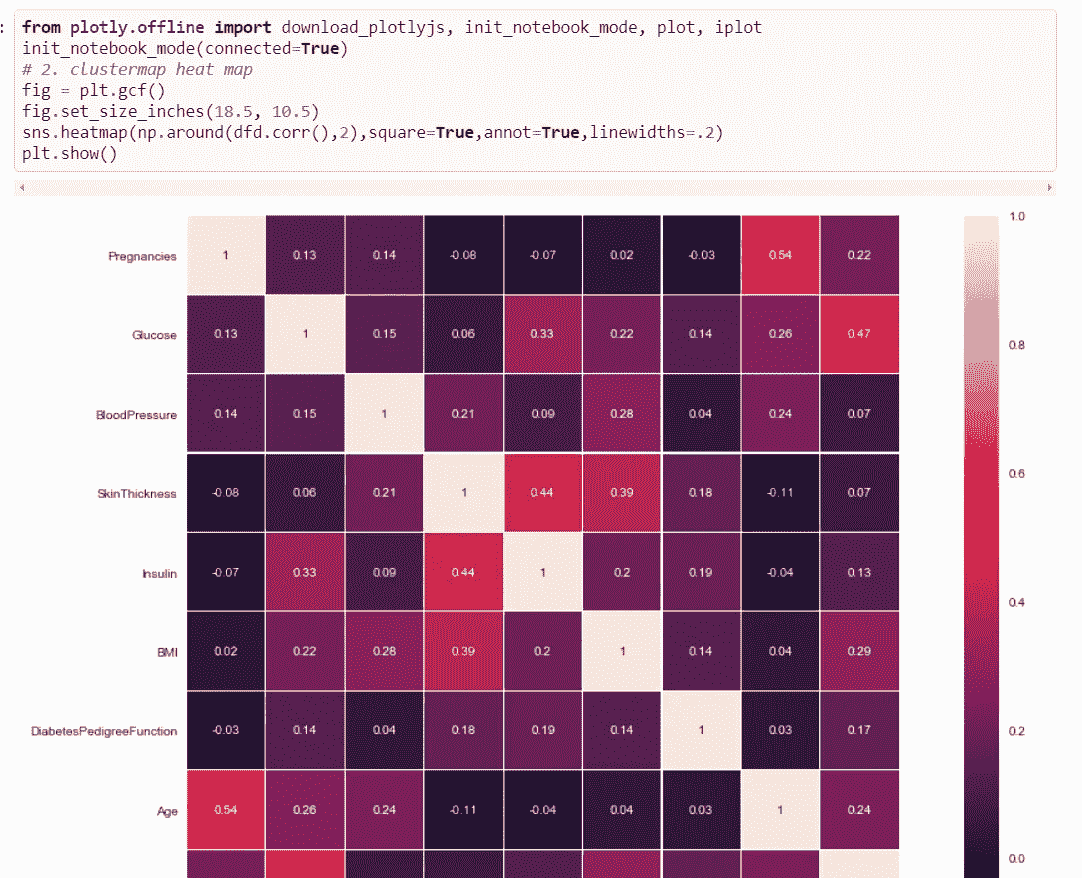 :
from plotly.offline import download_plotlyjs, init_notebook_mode, plot, iplot
init_notebook_mode(connected=True)
# 2. clustermap heat map
fig = plt.gcf()
fig.set_size_inches(18.5, 10.5)
sns.heatmap(np.around(dfd.corr(),2),square=True,annot=True,linewidths=.2)
plt.show()
Pregnancies 1 0.13 0.14 -0.08 -0.07 0.02 -0.03 0.54 0.22
Glucose 0.13 1 0.15 0.06 0.33 0.22 0.14 0.26 0.47
BloodPressure 0.14 0.15 1 0.21 0.09 0.28 0.04 0.24 0.07
SkinThickness -0.08 0.06 0.21 1 0.44 0.39 0.18 -0.11 0.07
Insulin -0.07 0.33 0.09 0.44 1 0.2 0.19 -0.04 0.13
BMI 0.02 0.22 0.28 0.39 0.2 1 0.14 0.04 0.29
DiabetesPedigreeFunction -0.03 0.14 0.04 0.18 0.19 0.14 1 0.03 0.17
Age 0.54 0.26 0.24 -0.11 -0.04 0.04 0.03 1 0.24
1.0
0.8
0.6
0.4
0.2
0.0